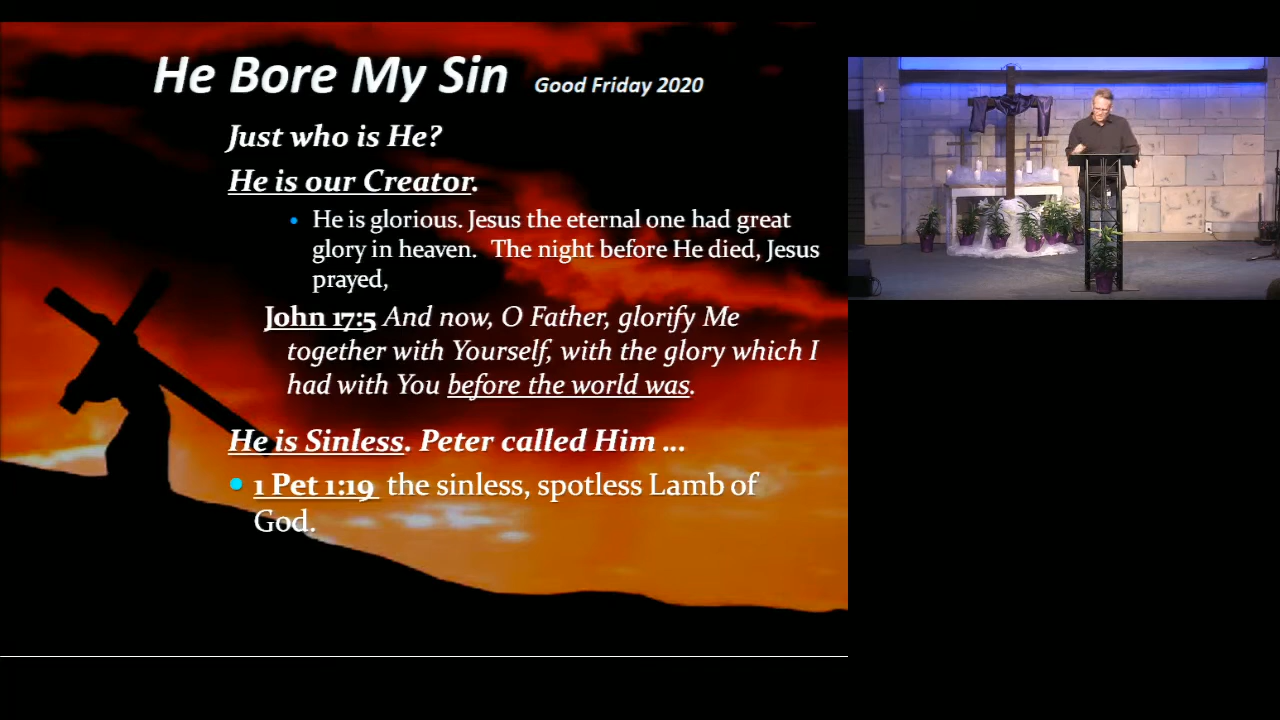 He Bore My Sin Good Friday 2020
Just who is He?
He is our Creator.
• He is glorious. Jesus the eternal one had great
glory in heaven. The night before He died, Jesus
prayed,
John 17:5 And now, O Father, glorify Me
together with Yourself, with the glory which I
had with You before the world was.
He is Sinless. Peter called Him ...
• 1 Pet 1:19 the sinless, spotless Lamb of
God.